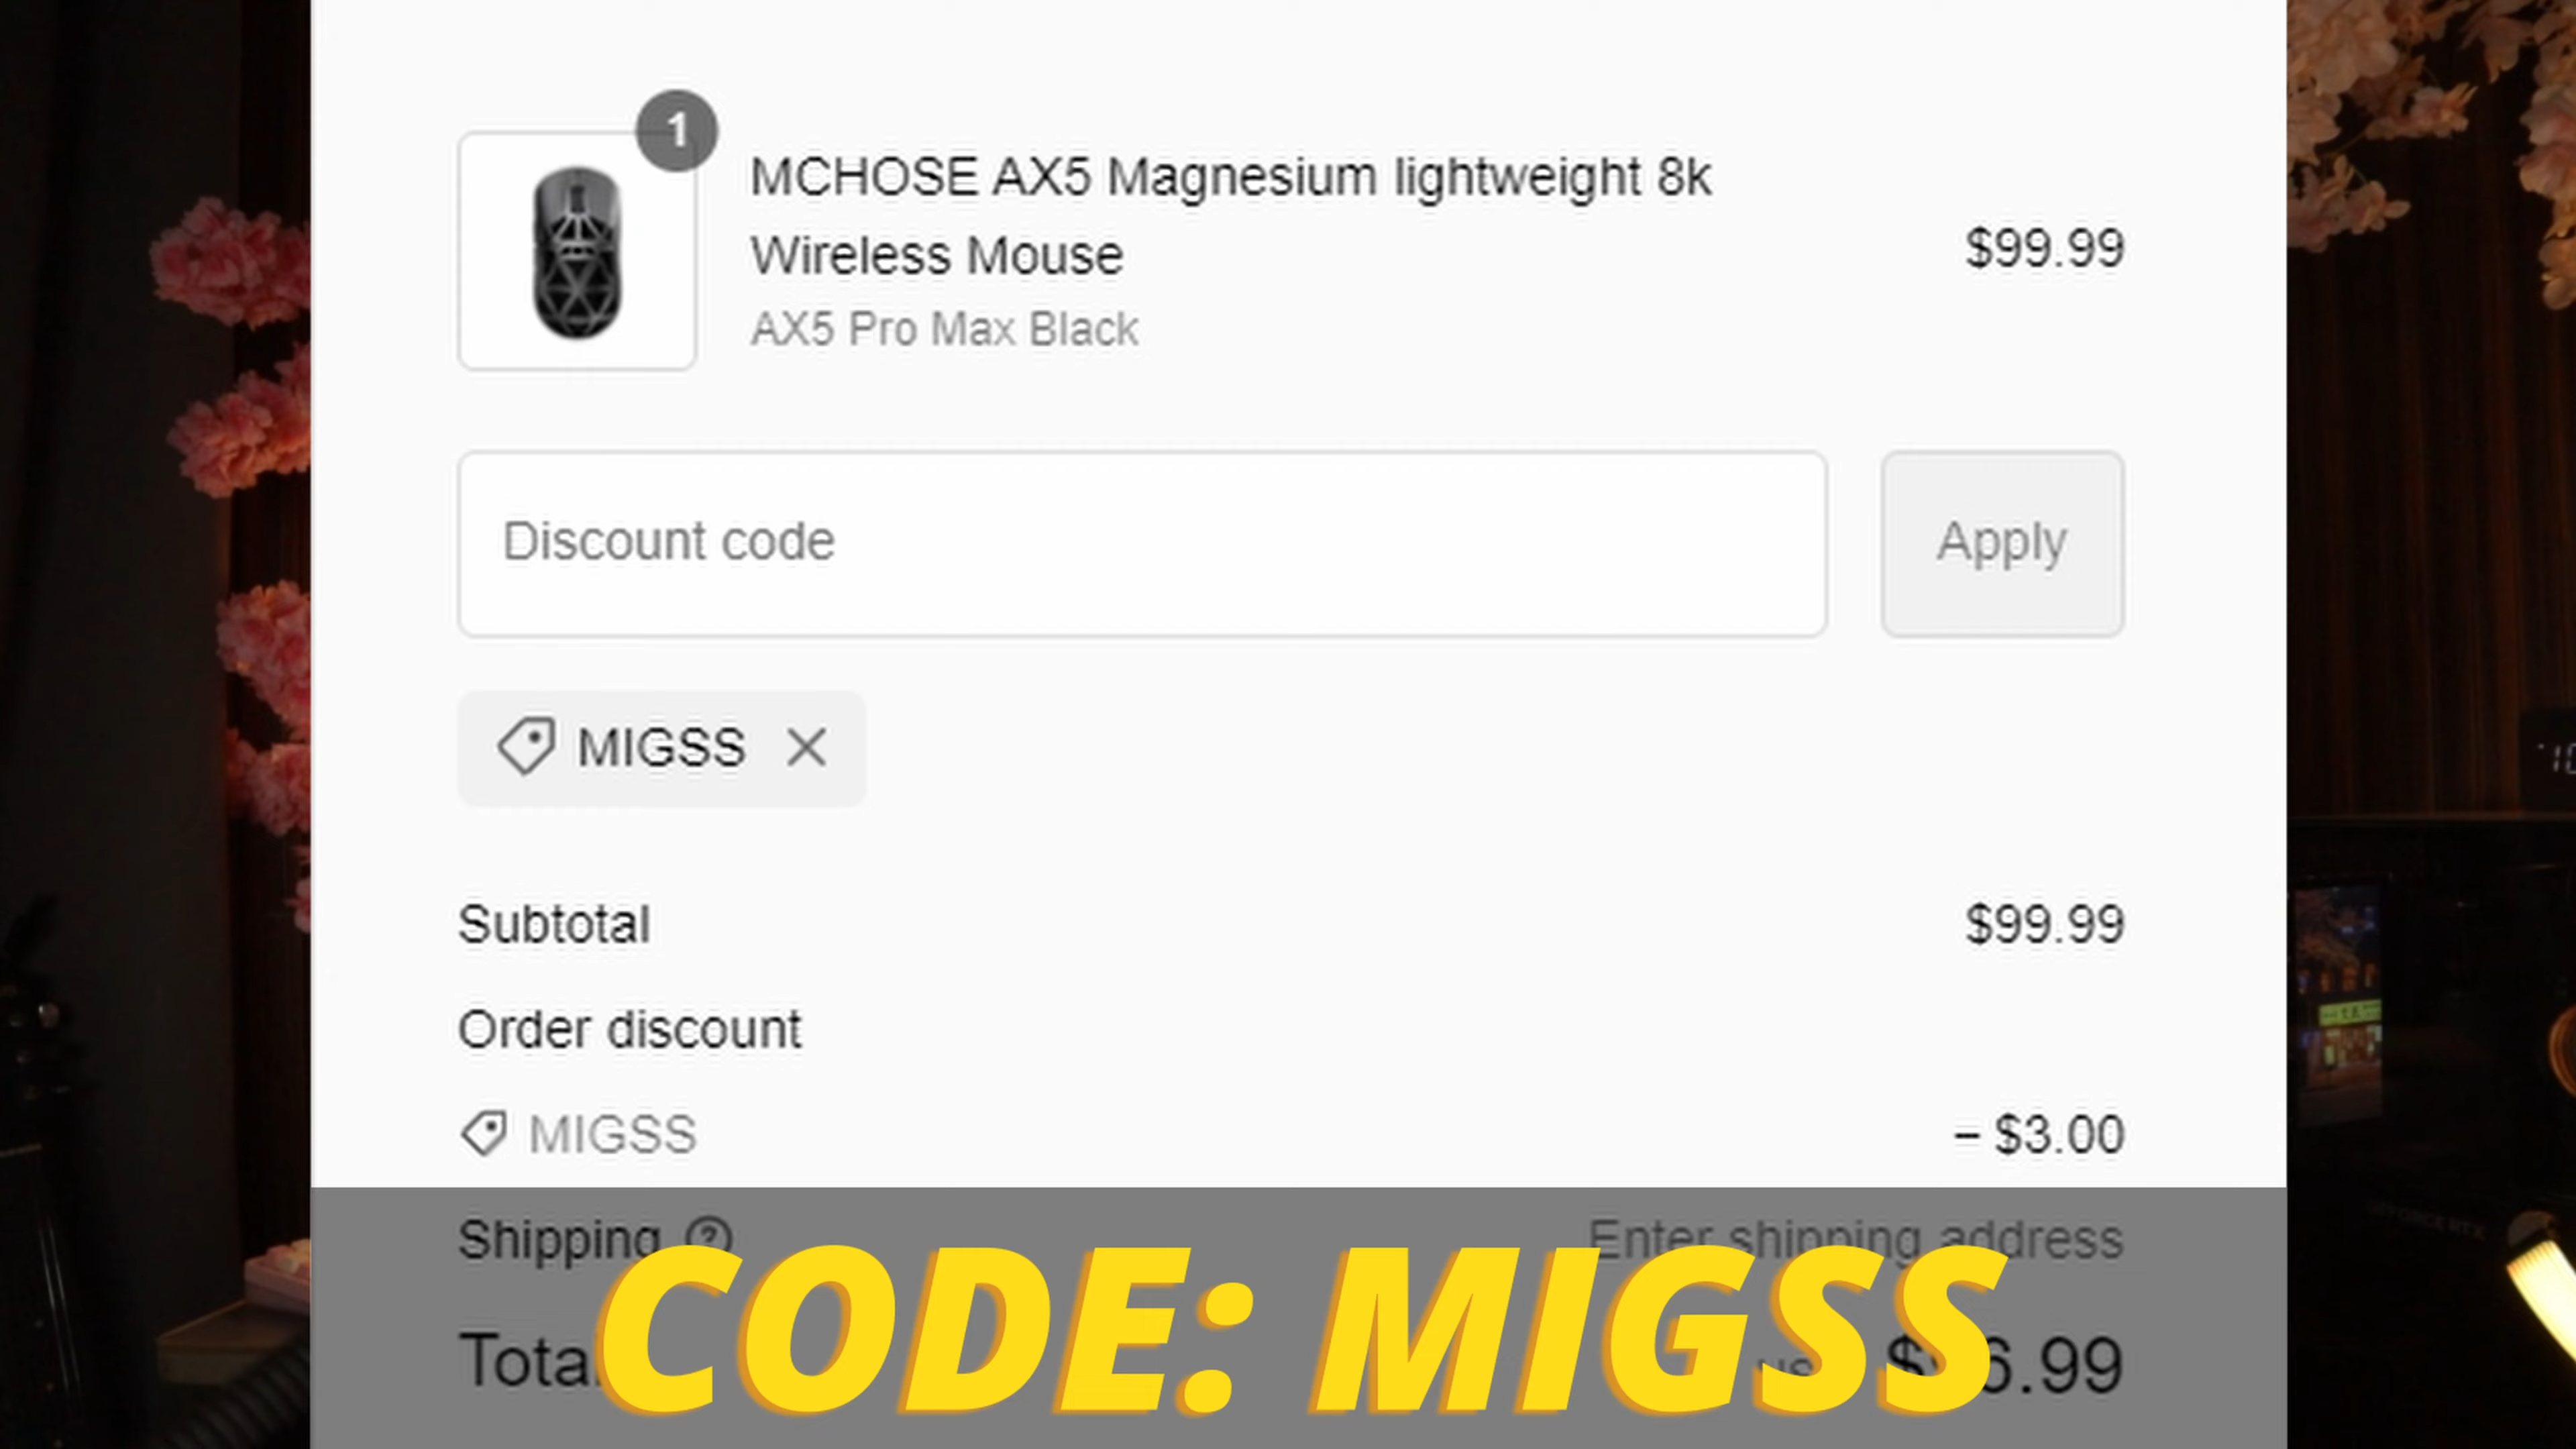 1
MCHOSE AX5 Magnesium lightweight 8k
Wireless Mouse
$99.99
AX5 Pro Max Black
Discount code
Apply
MIGSS
Subtotal
$99.99
Order discount
MIGSS
– $3.00
Shipping
Enter shipping address
CODE: MIGSS